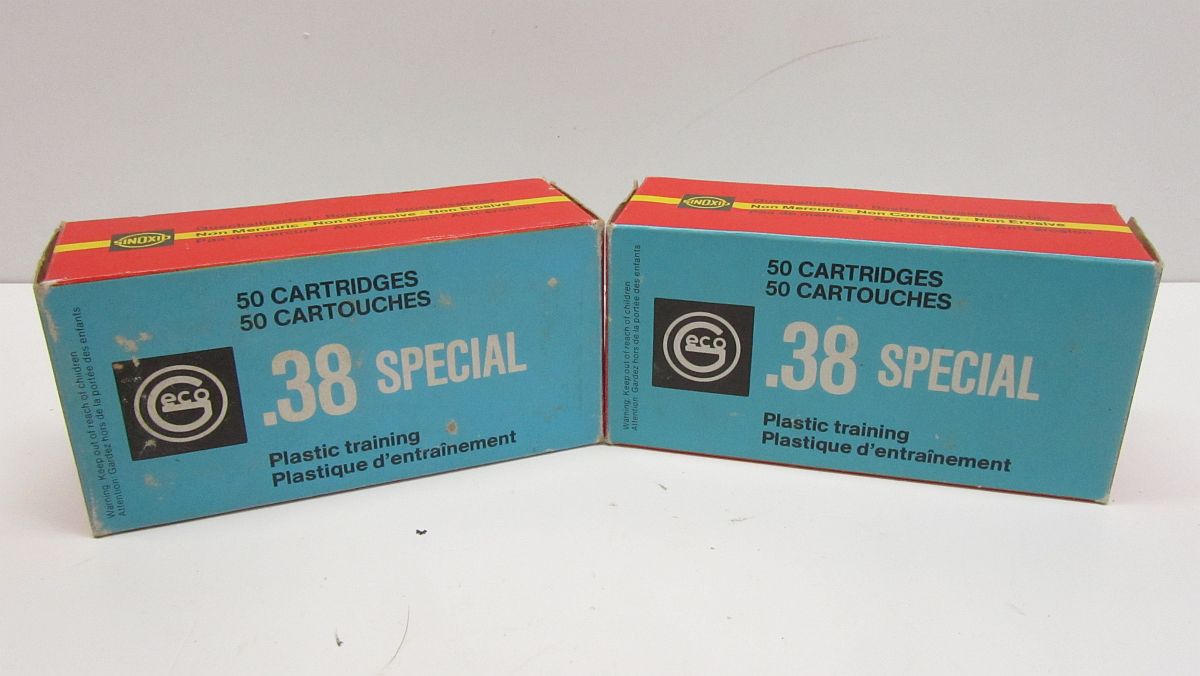 SINOXID
Non Mercuric - Non Corrosive - Non Erosive
50 CARTRIDGES
50 CARTOUCHES
Geco
.38 SPECIAL
Plastic training
Plastique d'entraînement
Warning: Keep out of reach of children
Attention: Gardez hors de la portée des enfants
SINOXID
Non Mercuric - Non Corrosive - Non Erosive
50 CARTRIDGES
50 CARTOUCHES
Geco
.38 SPECIAL
Plastic training
Plastique d'entraînement
Warning: Keep out of reach of children
Attention: Gardez hors de la portée des enfants